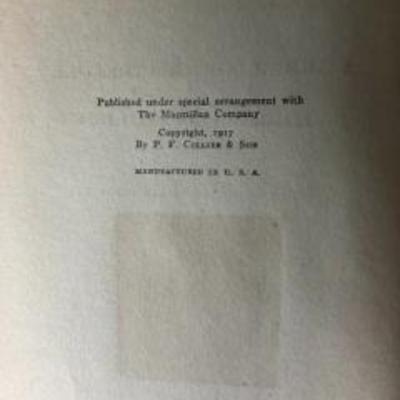 Published under special arrangement with
The Macmillan Company
Copyright, 1917
By P. F. Collier & Son
MANUFACTURED IN U. S. A.